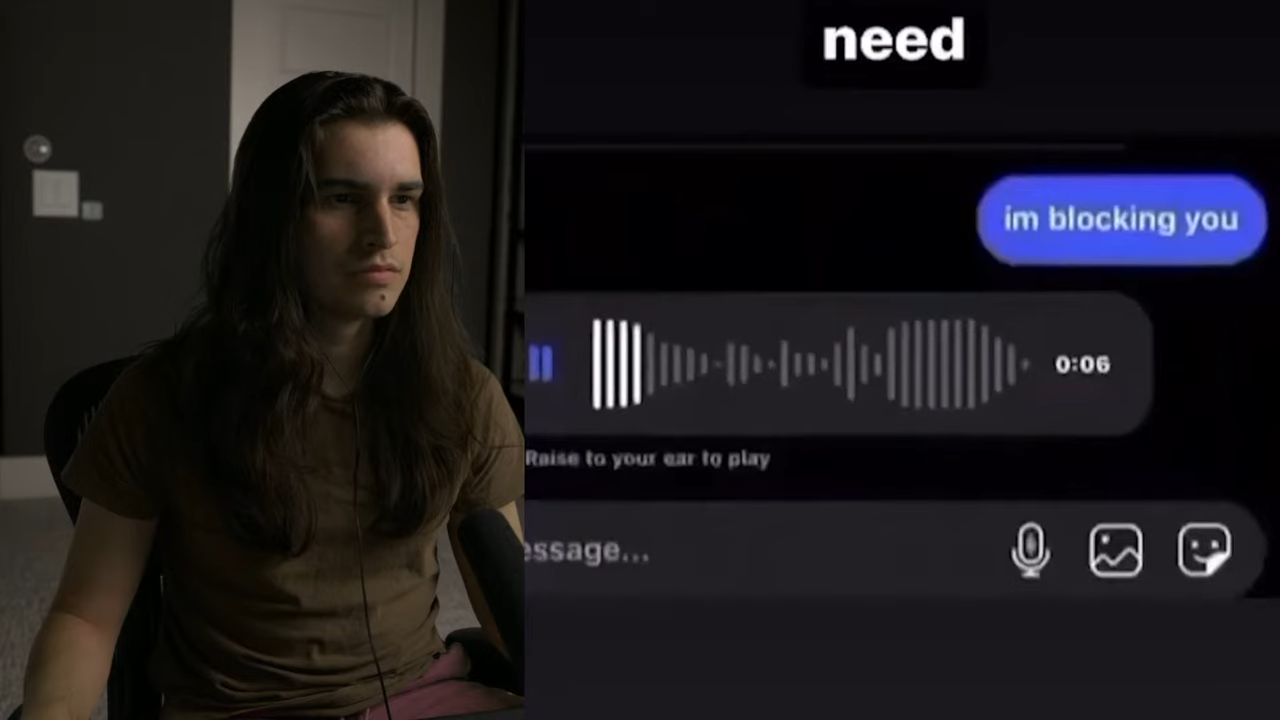 need
im blocking you
0:06
Raise to your ear to play
essage...